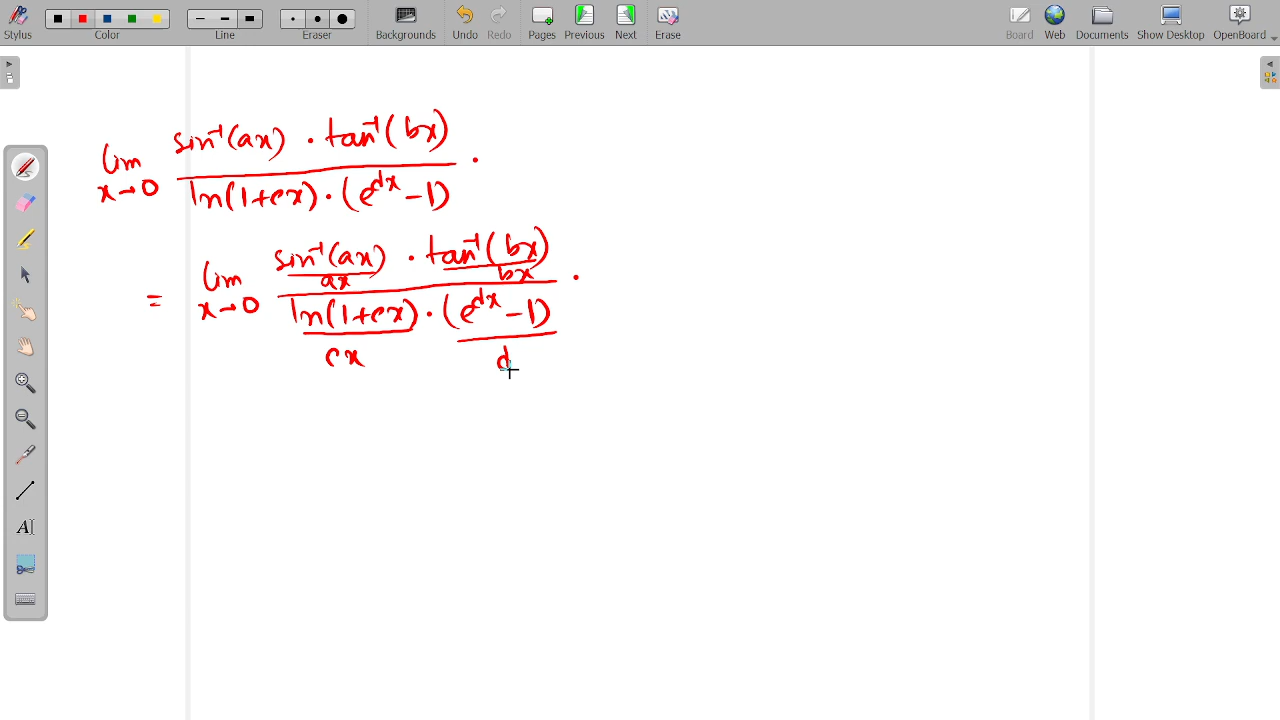 Stylus Color Line Eraser Backgrounds Undo Redo Pages Previous Next Erase Board Web Documents Show Desktop OpenBoard
sin⁻¹(ax) · tan⁻¹(bx)
lim
x→0
ln(1+cx) · (e^dx − 1)
sin⁻¹(ax) · tan⁻¹(bx)
ax bx
= lim
x→0
ln(1+cx) · (e^dx − 1)
cx d